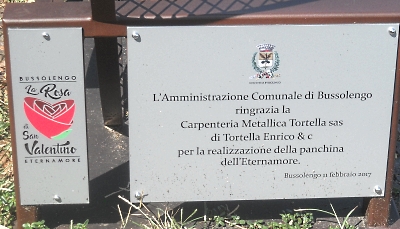 BUSSOLENGO
La Rosa
di
San
Valentino
ETERNAMORE
L'Amministrazione Comunale di Bussolengo
ringrazia la
Carpenteria Metallica Tortella sas
di Tortella Enrico & c
per la realizzazione della panchina
dell'Eternamore.
Bussolengo 11 febbraio 2017